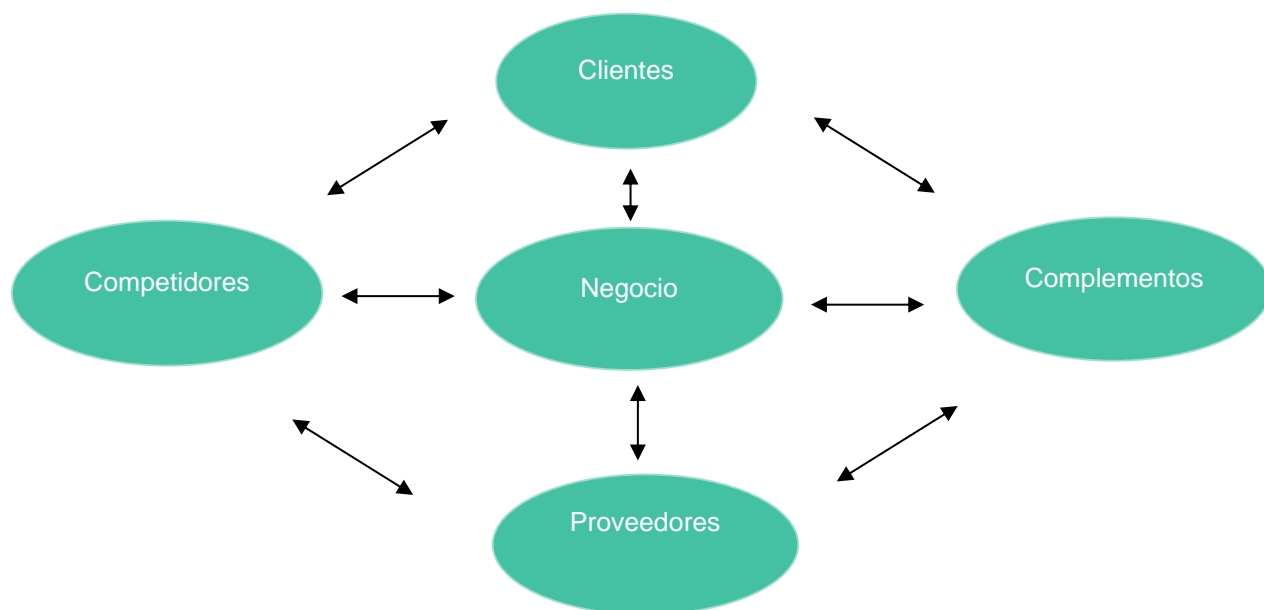 Clientes
Competidores
Negocio
Complementos
Proveedores